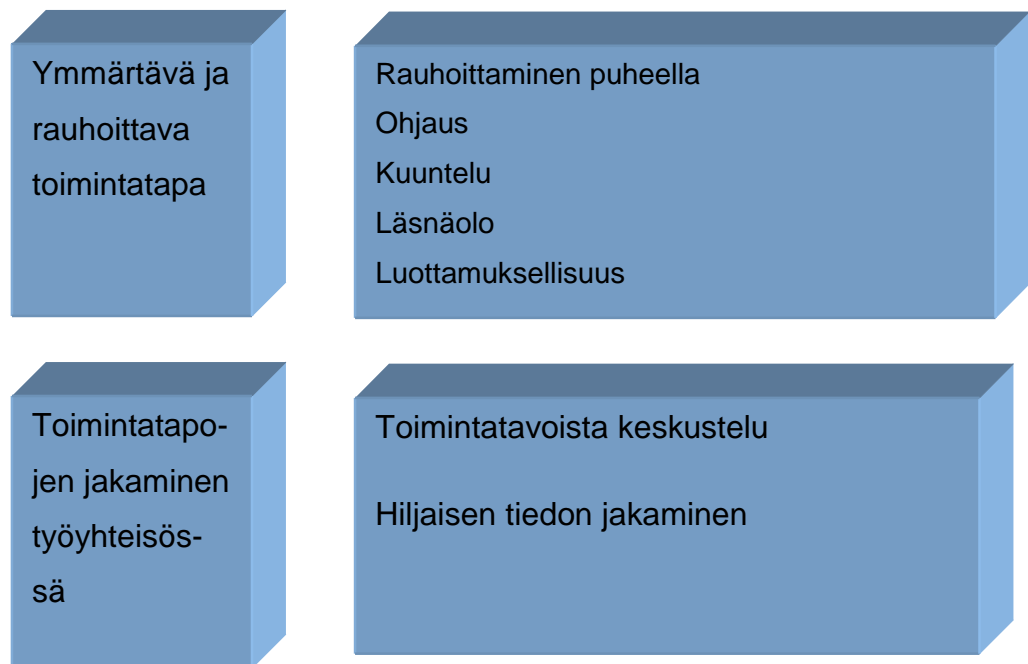 Ymmärtävä ja
rauhoittava
toimintatapa
Rauhoittaminen puheella
Ohjaus
Kuuntelu
Läsnäolo
Luottamuksellisuus
Toimintatapo-
jen jakaminen
työyhteisös-
sä
Toimintatavoista keskustelu
Hiljaisen tiedon jakaminen